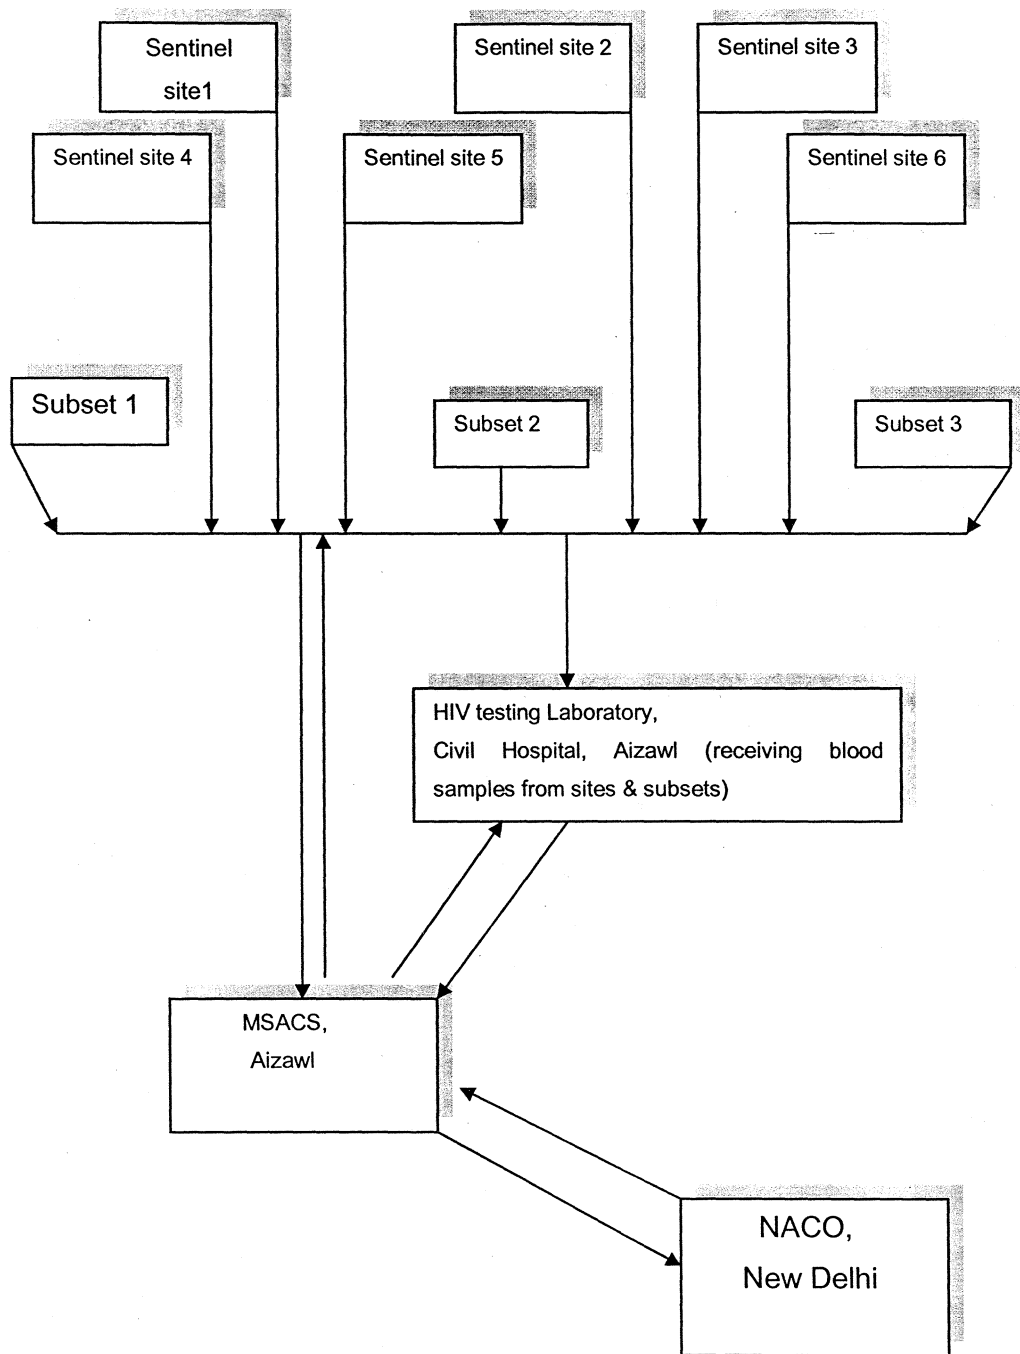 Sentinel
site1
Sentinel site 2
Sentinel site 3
Sentinel site 4
Sentinel site 5
Sentinel site 6
Subset 1
Subset 2
Subset 3
HIV testing Laboratory,
Civil Hospital, Aizawl (receiving blood
samples from sites & subsets)
MSACS,
Aizawl
NACO,
New Delhi